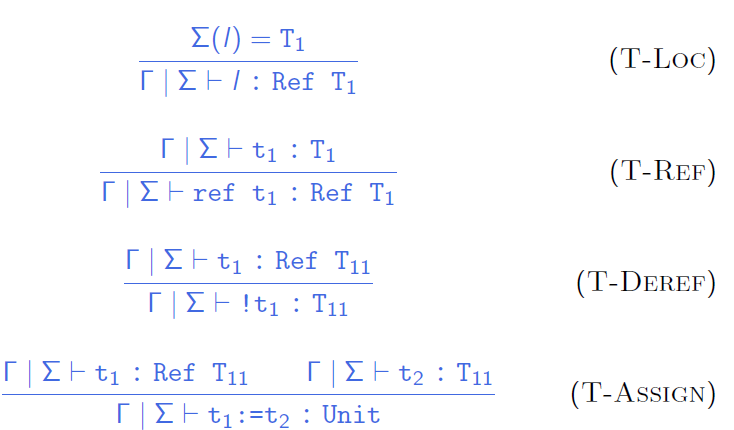 Σ(l) = T₁
Γ | Σ ⊢ l : Ref T₁
(T-Loc)
Γ | Σ ⊢ t₁ : T₁
Γ | Σ ⊢ ref t₁ : Ref T₁
(T-Ref)
Γ | Σ ⊢ t₁ : Ref T₁₁
Γ | Σ ⊢ !t₁ : T₁₁
(T-Deref)
Γ | Σ ⊢ t₁ : Ref T₁₁ Γ | Σ ⊢ t₂ : T₁₁
Γ | Σ ⊢ t₁:=t₂ : Unit
(T-Assign)